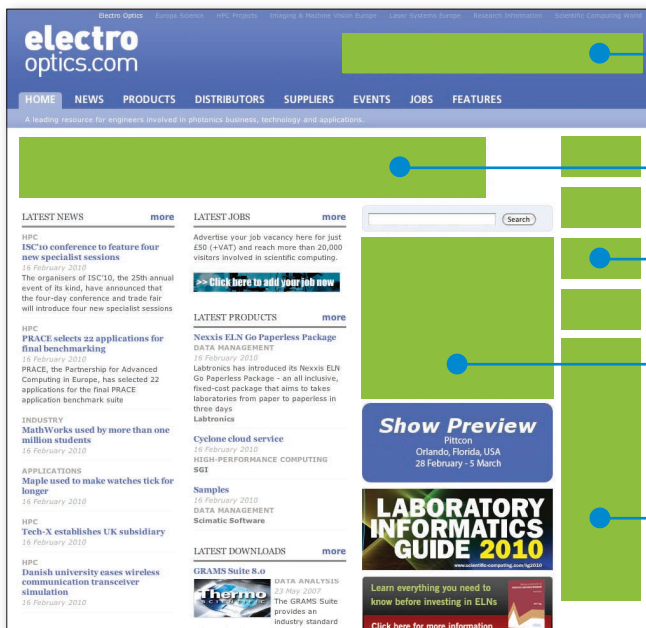 Electro Optics Europa Science HPC Projects Imaging & Machine Vision Europe Laser Systems Europe Research Information Scientific Computing World
electro
optics.com
HOME NEWS PRODUCTS DISTRIBUTORS SUPPLIERS EVENTS JOBS FEATURES
A leading resource for engineers involved in photonics business, technology and applications.
LATEST NEWS more
HPC
ISC'10 conference to feature four
new specialist sessions
16 February 2010
The organisers of ISC'10, the 25th annual
event of its kind, have announced that
the four-day conference and trade fair
will introduce four new specialist sessions
HPC
PRACE selects 22 applications for
final benchmarking
16 February 2010
PRACE, the Partnership for Advanced
Computing in Europe, has selected 22
applications for the final PRACE
application benchmark suite
INDUSTRY
MathWorks used by more than one
million students
16 February 2010
APPLICATIONS
Maple used to make watches tick for
longer
16 February 2010
HPC
Tech-X establishes UK subsidiary
16 February 2010
HPC
Danish university eases wireless
communication transceiver
simulation
16 February 2010
LATEST JOBS more
Advertise your job vacancy here for just
£50 (+VAT) and reach more than 20,000
visitors involved in scientific computing.
>> Click here to add your job now
LATEST PRODUCTS more
Nexxis ELN Go Paperless Package
DATA MANAGEMENT
16 February 2010
Labtronics has introduced its Nexxis ELN
Go Paperless Package - an all inclusive,
fixed-cost package that aims to takes
laboratories from paper to paperless in
three days
Labtronics
Cyclone cloud service
16 February 2010
HIGH-PERFORMANCE COMPUTING
SGI
Samples
16 February 2010
DATA MANAGEMENT
Scimatic Software
LATEST DOWNLOADS more
GRAMS Suite 8.0
Thermo
SCIENTIFIC
DATA ANALYSIS
23 May 2007
The GRAMS Suite
provides an
industry standard
Search
Show Preview
Pittcon
Orlando, Florida, USA
28 February - 5 March
LABORATORY
INFORMATICS
GUIDE 2010
www.scientific-computing.com/lig2010
Learn everything you need to
know before investing in ELNs
Click here for more information